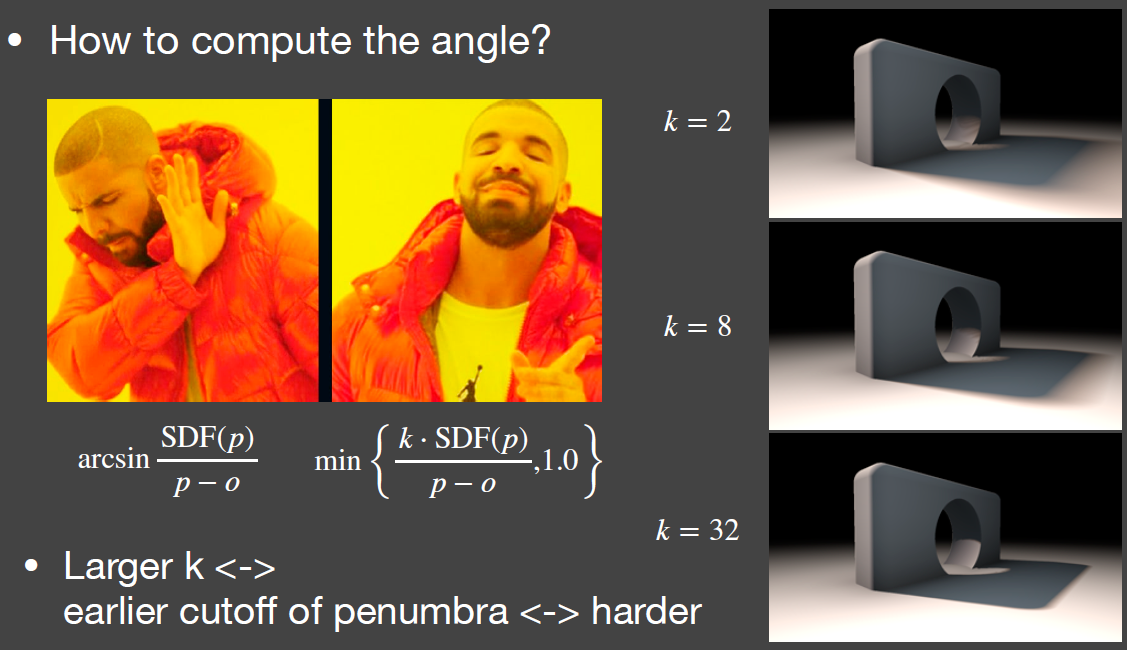 • How to compute the angle?
k = 2
k = 8
arcsin SDF(p) / p − o
min { k · SDF(p) / p − o ,1.0 }
k = 32
• Larger k <->
earlier cutoff of penumbra <-> harder